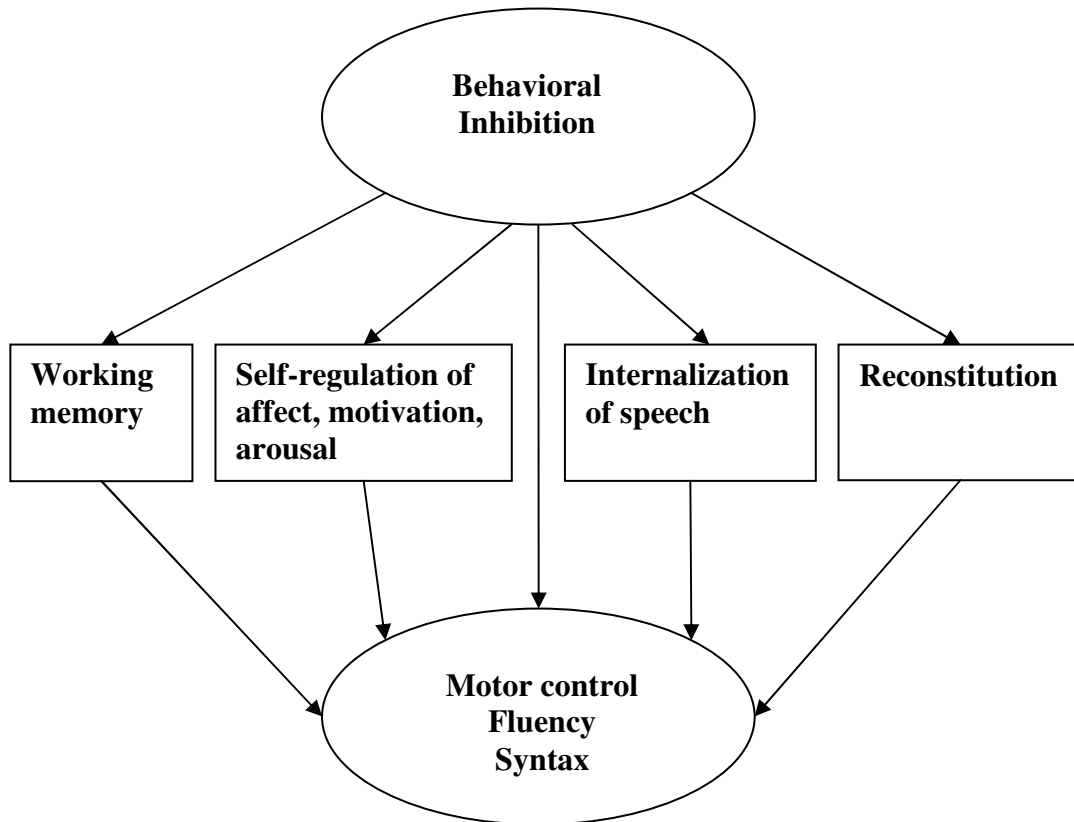 Behavioral
Inhibition
Working
memory
Self-regulation of
affect, motivation,
arousal
Internalization
of speech
Reconstitution
Motor control
Fluency
Syntax